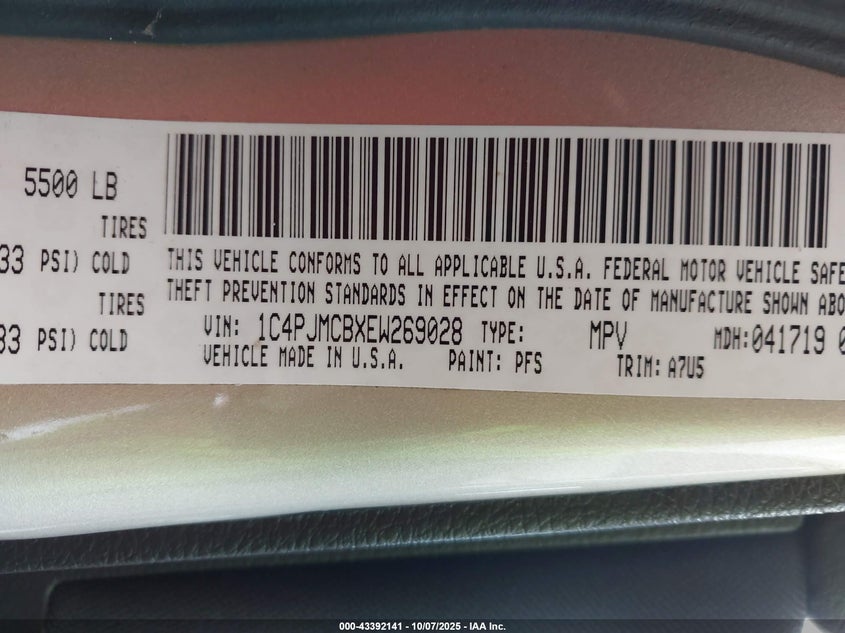 5500 LB
TIRES
33 PSI) COLD
TIRES
33 PSI) COLD
THIS VEHICLE CONFORMS TO ALL APPLICABLE U.S.A. FEDERAL MOTOR VEHICLE SAFE
THEFT PREVENTION STANDARDS IN EFFECT ON THE DATE OF MANUFACTURE SHOWN ABO
VIN: 1C4PJMCBXEW269028 TYPE: MPV MDH:041719 0
VEHICLE MADE IN U.S.A. PAINT: PFS TRIM: A7U5
000-43392141 - 10/07/2025 - IAA Inc.